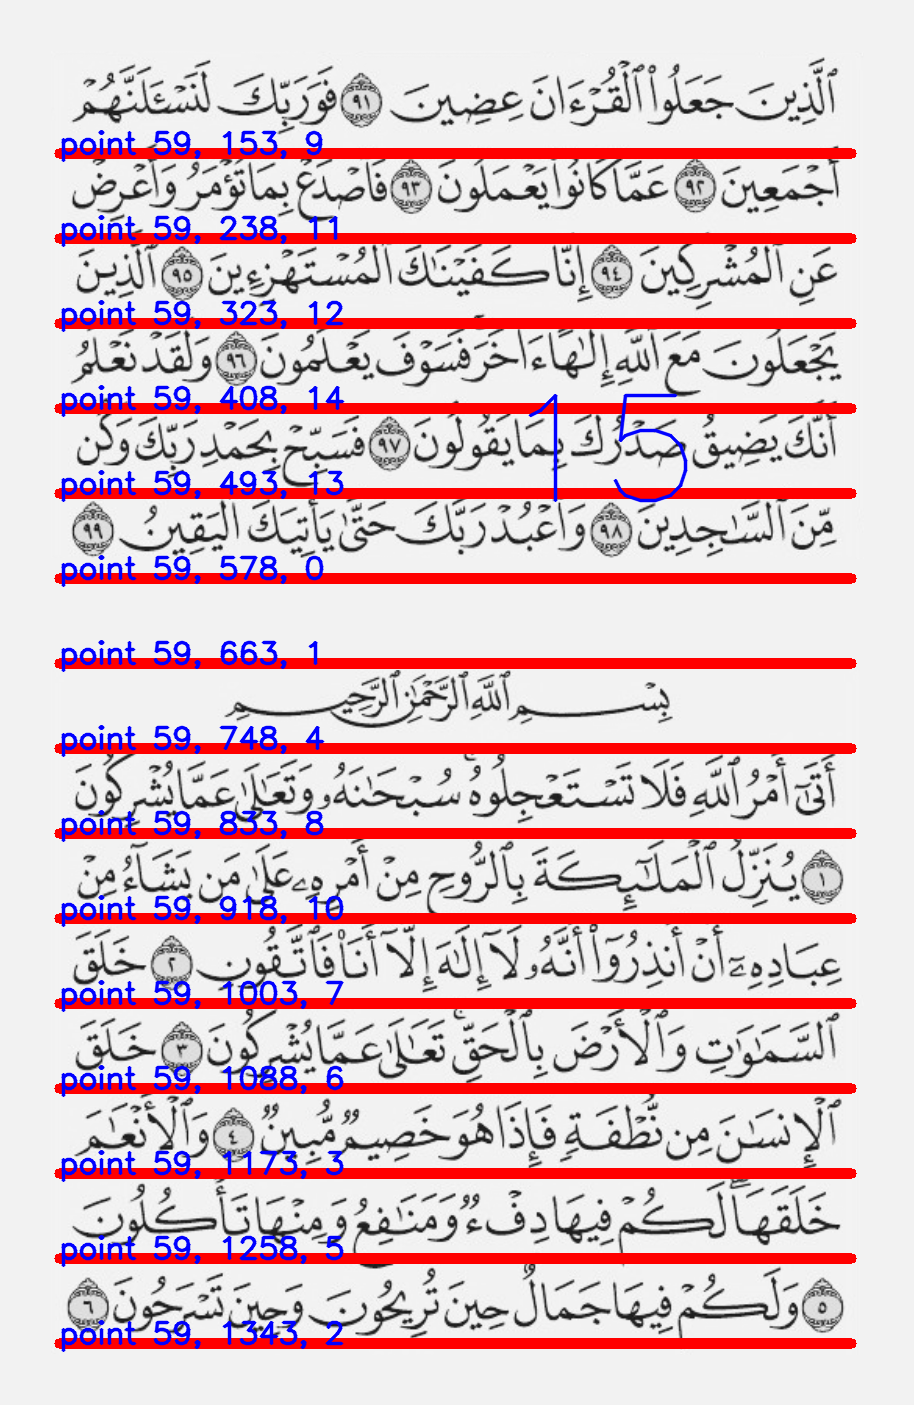 ٱلَّذِينَ جَعَلُوا۟ ٱلْقُرْءَانَ عِضِينَ ٩١ فَوَرَبِّكَ لَنَسْـَٔلَنَّهُمْ
point 59, 153, 9
أَجْمَعِينَ ٩٢ عَمَّا كَانُوا۟ يَعْمَلُونَ ٩٣ فَٱصْدَعْ بِمَا تُؤْمَرُ وَأَعْرِضْ
point 59, 238, 11
عَنِ ٱلْمُشْرِكِينَ ٩٤ إِنَّا كَفَيْنَـٰكَ ٱلْمُسْتَهْزِءِينَ ٩٥ ٱلَّذِينَ
point 59, 323, 12
يَجْعَلُونَ مَعَ ٱللَّهِ إِلَـٰهًا ءَاخَرَ فَسَوْفَ يَعْلَمُونَ ٩٦ وَلَقَدْ نَعْلَمُ
point 59, 408, 14
أَنَّكَ يَضِيقُ صَدْرُكَ بِمَا يَقُولُونَ ٩٧ فَسَبِّحْ بِحَمْدِ رَبِّكَ وَكُن
15
point 59, 493, 13
مِّنَ ٱلسَّـٰجِدِينَ ٩٨ وَٱعْبُدْ رَبَّكَ حَتَّىٰ يَأْتِيَكَ ٱلْيَقِينُ ٩٩
point 59, 578, 0
point 59, 663, 1
بِسْمِ ٱللَّهِ ٱلرَّحْمَـٰنِ ٱلرَّحِيمِ
point 59, 748, 4
أَتَىٰٓ أَمْرُ ٱللَّهِ فَلَا تَسْتَعْجِلُوهُ ۚ سُبْحَـٰنَهُۥ وَتَعَـٰلَىٰ عَمَّا يُشْرِكُونَ
point 59, 833, 8
١ يُنَزِّلُ ٱلْمَلَـٰٓئِكَةَ بِٱلرُّوحِ مِنْ أَمْرِهِۦ عَلَىٰ مَن يَشَآءُ مِنْ
point 59, 918, 10
عِبَادِهِۦٓ أَنْ أَنذِرُوٓا۟ أَنَّهُۥ لَآ إِلَـٰهَ إِلَّآ أَنَا۠ فَٱتَّقُونِ ٢ خَلَقَ
point 59, 1003, 7
ٱلسَّمَـٰوَٰتِ وَٱلْأَرْضَ بِٱلْحَقِّ ۚ تَعَـٰلَىٰ عَمَّا يُشْرِكُونَ ٣ خَلَقَ
point 59, 1088, 6
ٱلْإِنسَـٰنَ مِن نُّطْفَةٍ فَإِذَا هُوَ خَصِيمٌ مُّبِينٌ ٤ وَٱلْأَنْعَـٰمَ
point 59, 1173, 3
خَلَقَهَا ۗ لَكُمْ فِيهَا دِفْءٌ وَمَنَـٰفِعُ وَمِنْهَا تَأْكُلُونَ
point 59, 1258, 5
٥ وَلَكُمْ فِيهَا جَمَالٌ حِينَ تُرِيحُونَ وَحِينَ تَسْرَحُونَ ٦
point 59, 1343, 2